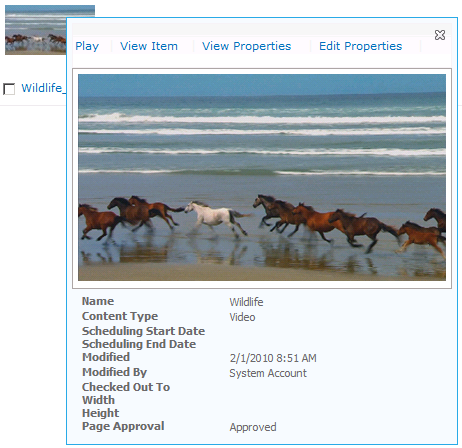 Play View Item View Properties Edit Properties
Wildlife_
Name Wildlife
Content Type Video
Scheduling Start Date
Scheduling End Date
Modified 2/1/2010 8:51 AM
Modified By System Account
Checked Out To
Width
Height
Page Approval Approved